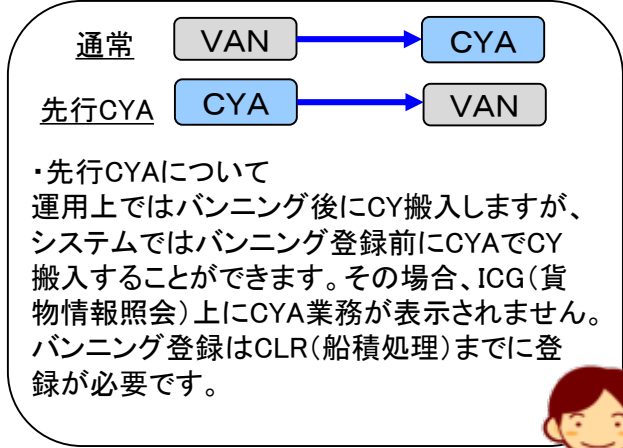 通常 VAN CYA
先行CYA CYA VAN
・先行CYAについて
運用上ではバンニング後にCY搬入しますが、
システムではバンニング登録前にCYAでCY
搬入することができます。その場合、ICG(貨
物情報照会)上にCYA業務が表示されません。
バンニング登録はCLR(船積処理)までに登
録が必要です。